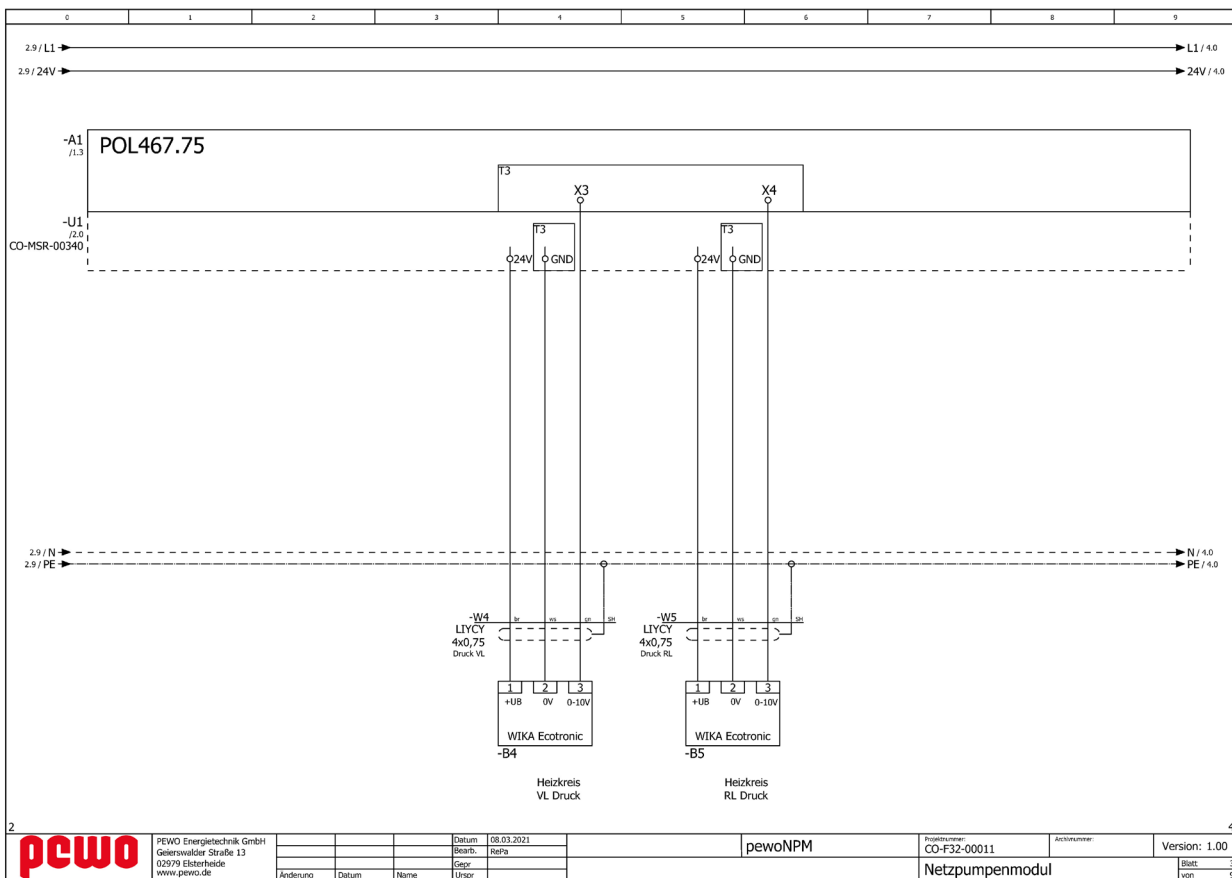 0 1 2 3 4 5 6 7 8 9
2.9 / L1 L1 / 4.0
2.9 / 24V 24V / 4.0
-A1
/1.3
POL467.75
T3
X3 X4
-U1
/2.0
CO-MSR-00340
T3 T3
24V GND 24V GND
2.9 / N N / 4.0
2.9 / PE PE / 4.0
-W4 br ws gn SH -W5 br ws gn SH
LIYCY LIYCY
4x0,75 4x0,75
Druck VL Druck RL
1 2 3 1 2 3
+UB 0V 0-10V +UB 0V 0-10V
WIKA Ecotronic WIKA Ecotronic
-B4 -B5
Heizkreis Heizkreis
VL Druck RL Druck
2 4
pewo
PEWO Energietechnik GmbH
Geierswalder Straße 13
02979 Elsterheide
www.pewo.de
Änderung Datum Name
Datum 08.03.2021
Bearb. RePa
Gepr
Urspr
pewoNPM
Projektnummer:
CO-F32-00011
Archivnummer:
Version: 1.00
Netzpumpenmodul
Blatt
von